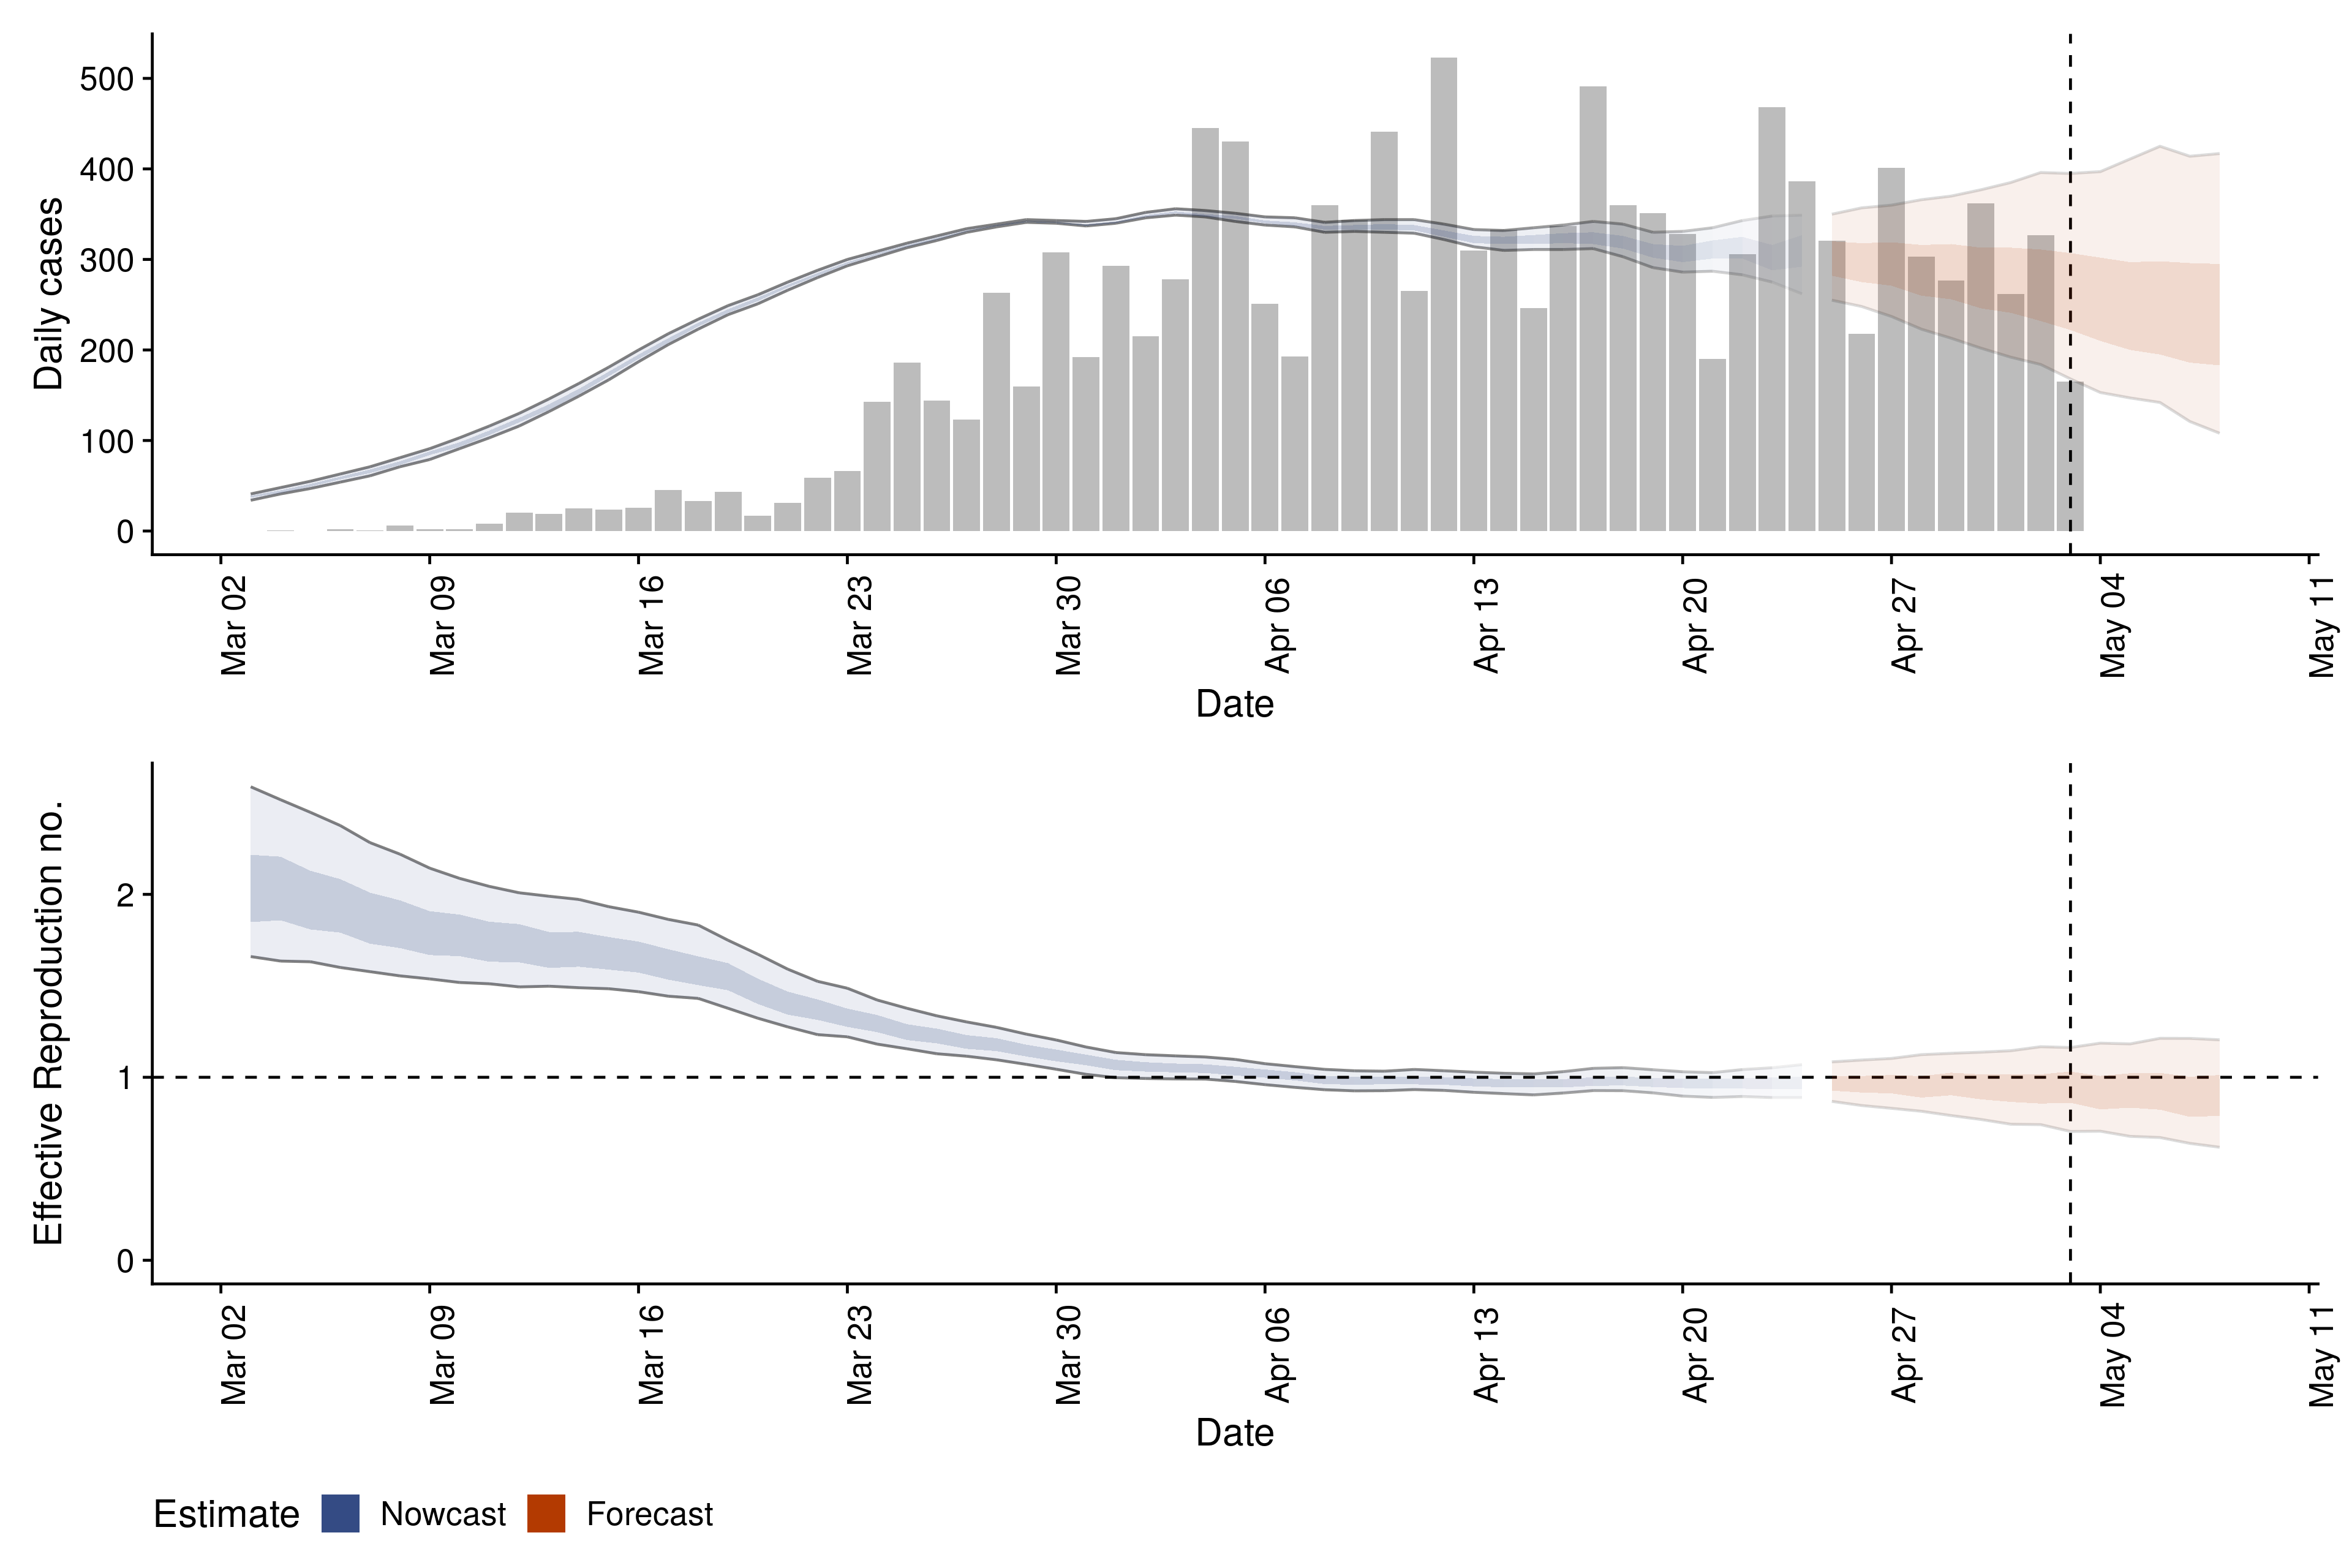 Daily cases
500
400
300
200
100
0
Mar 02
Mar 09
Mar 16
Mar 23
Mar 30
Apr 06
Apr 13
Apr 20
Apr 27
May 04
May 11
Date
Effective Reproduction no.
2
1
0
Mar 02
Mar 09
Mar 16
Mar 23
Mar 30
Apr 06
Apr 13
Apr 20
Apr 27
May 04
May 11
Date
Estimate Nowcast Forecast